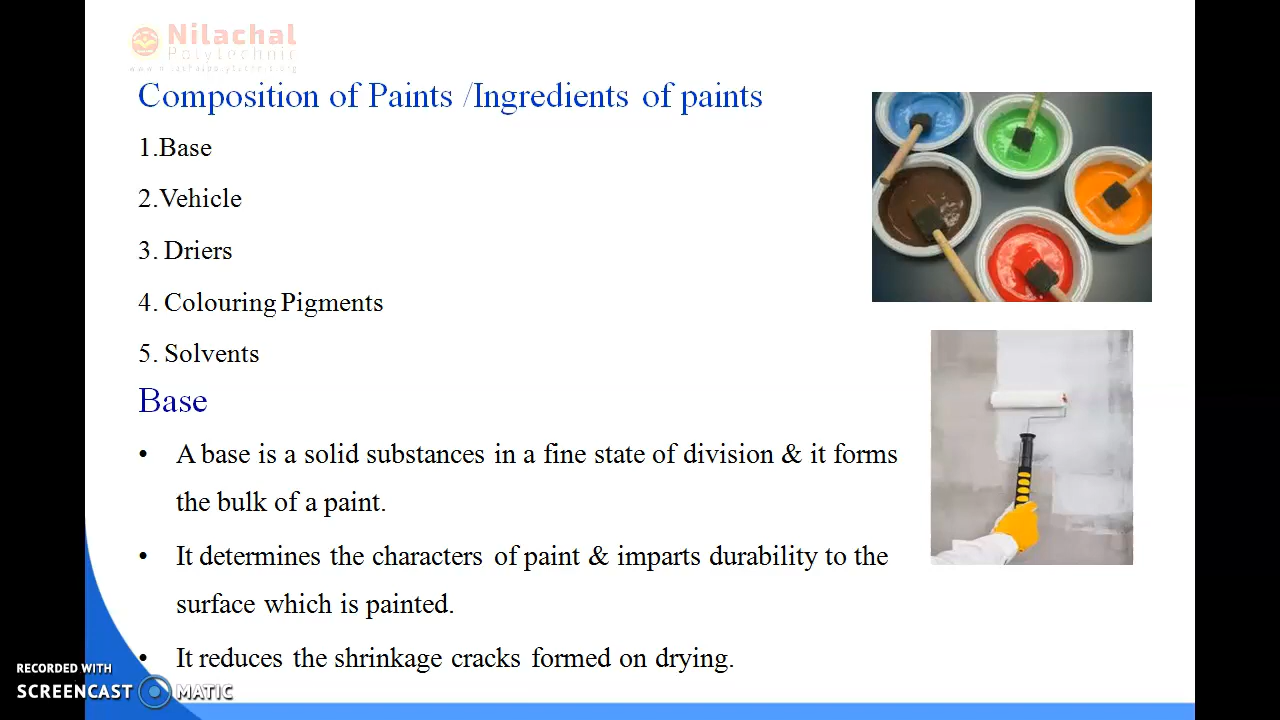 Nilachal
Polytechnic
www.nilachalpolytechnic.org
Composition of Paints /Ingredients of paints
1.Base
2.Vehicle
3. Driers
4. Colouring Pigments
5. Solvents
Base
• A base is a solid substances in a fine state of division & it forms
the bulk of a paint.
• It determines the characters of paint & imparts durability to the
surface which is painted.
• It reduces the shrinkage cracks formed on drying.
RECORDED WITH
SCREENCAST MATIC